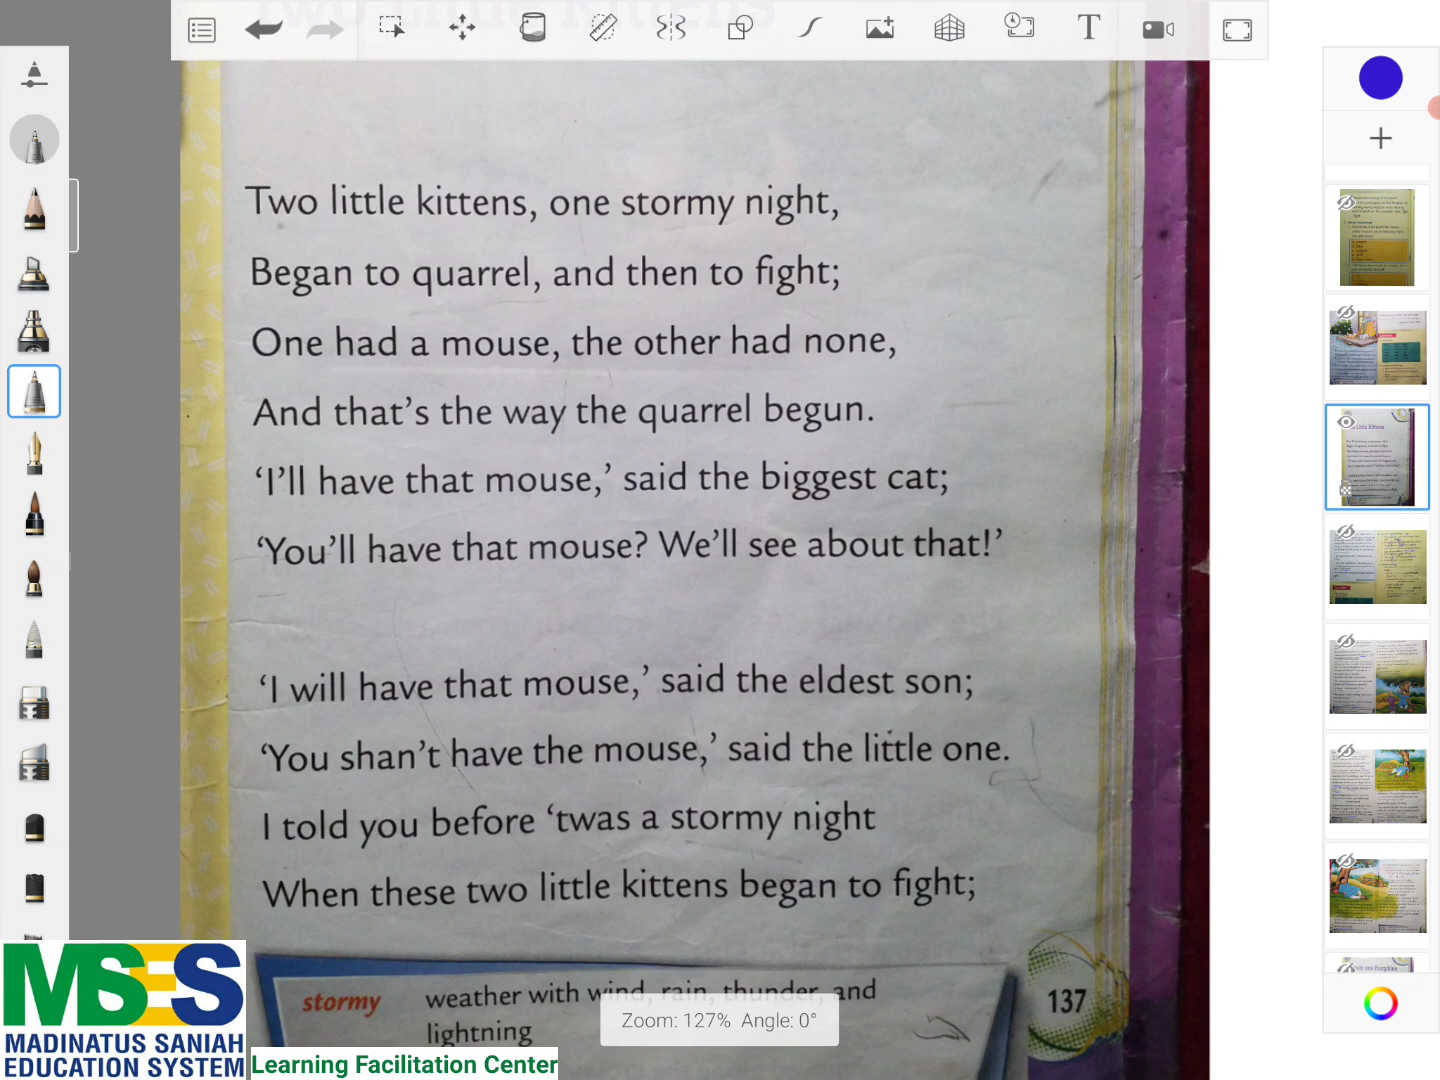 Two Little Kittens
T
Two little kittens, one stormy night,
Began to quarrel, and then to fight;
One had a mouse, the other had none,
And that's the way the quarrel begun.
‘I'll have that mouse,’ said the biggest cat;
‘You'll have that mouse? We'll see about that!’
‘I will have that mouse,’ said the eldest son;
‘You shan't have the mouse,’ said the little one.
I told you before ‘twas a stormy night
When these two little kittens began to fight;
stormy weather with wind, rain, thunder, and
lightning
137
Zoom: 127% Angle: 0°
MSES
MADINATUS SANIAH
EDUCATION SYSTEM
Learning Facilitation Center